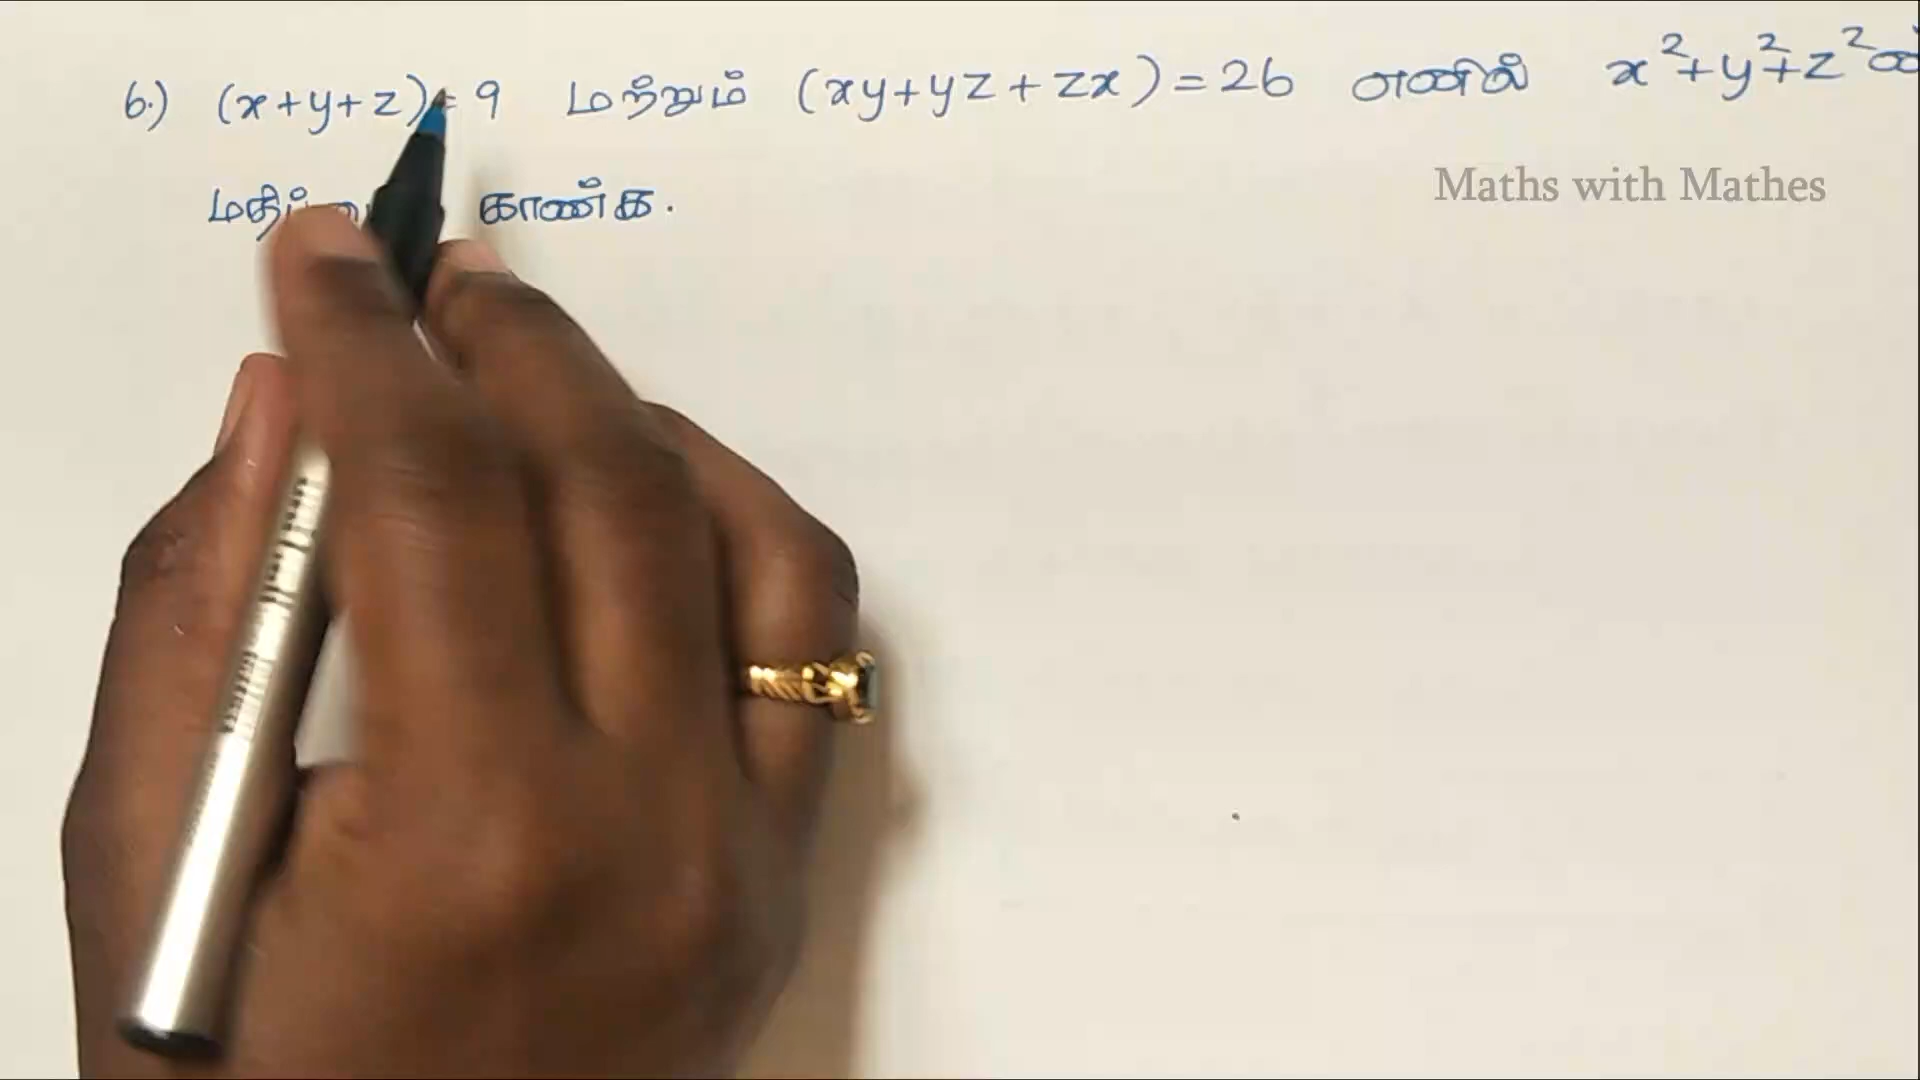 6.) (x+y+z)=9 மற்றும் (xy+yz+zx)=26 எனில் x²+y²+z²
காண்க.
Maths with Mathes